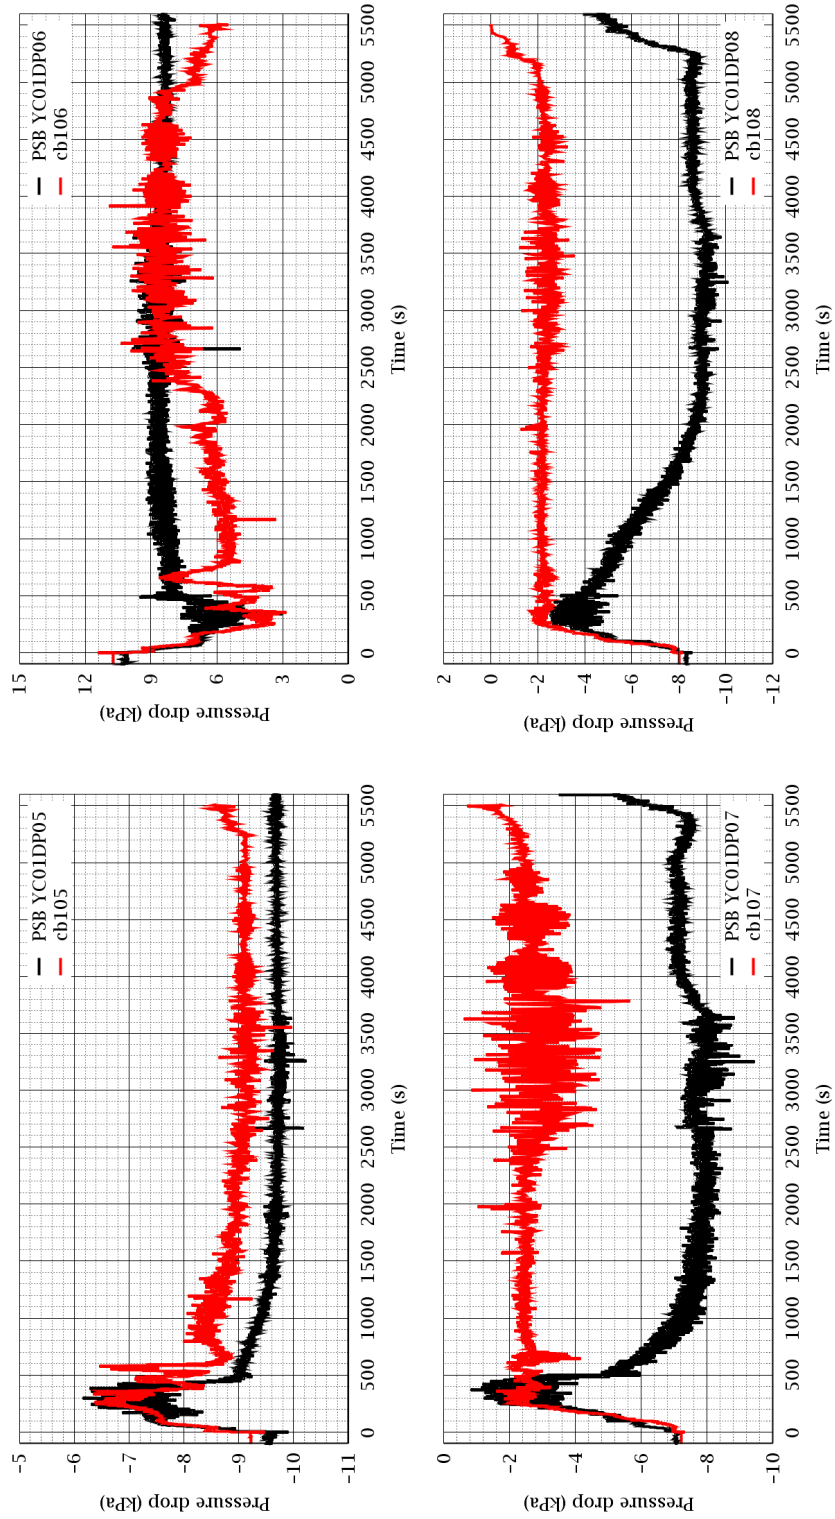 Pressure drop (kPa)
−5
−6
−7
−8
−9
−10
−11
PSB YC01DP05
cb105
0 500 1000 1500 2000 2500 3000 3500 4000 4500 5000 5500
Time (s)
Pressure drop (kPa)
15
12
9
6
3
0
PSB YC01DP06
cb106
0 500 1000 1500 2000 2500 3000 3500 4000 4500 5000 5500
Time (s)
Pressure drop (kPa)
0
−2
−4
−6
−8
−10
PSB YC01DP07
cb107
0 500 1000 1500 2000 2500 3000 3500 4000 4500 5000 5500
Time (s)
Pressure drop (kPa)
2
0
−2
−4
−6
−8
−10
−12
PSB YC01DP08
cb108
0 500 1000 1500 2000 2500 3000 3500 4000 4500 5000 5500
Time (s)